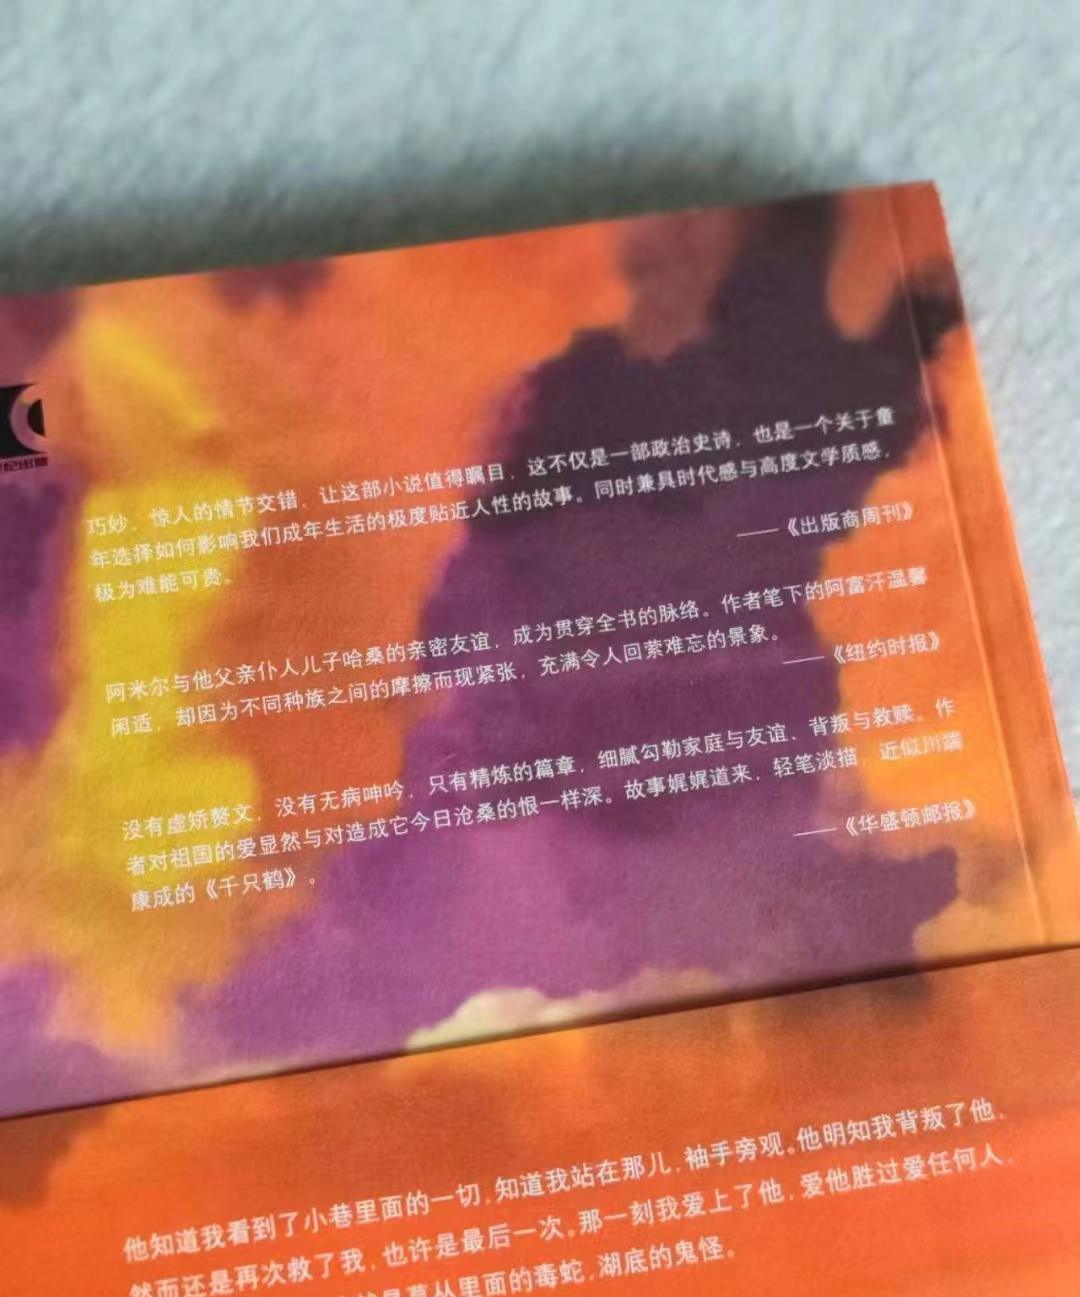 巧妙、惊人的情节交错，让这部小说值得瞩目，这不仅是一部政治史诗，也是一个关于童
年选择如何影响我们成年生活的极度贴近人性的故事。同时兼具时代感与高度文学质感，
极为难能可贵。
——《出版商周刊》
阿米尔与他父亲仆人儿子哈桑的亲密友谊，成为贯穿全书的脉络。作者笔下的阿富汗温馨
闲适，却因为不同种族之间的摩擦而现紧张，充满令人回萦难忘的景象。
——《纽约时报》
没有虚矫赘文，没有无病呻吟，只有精炼的篇章，细腻勾勒家庭与友谊、背叛与救赎。作
者对祖国的爱显然与对造成它今日沧桑的恨一样深。故事娓娓道来，轻笔淡描，近似川端
康成的《千只鹤》。
——《华盛顿邮报》
他知道我看到了小巷里面的一切，知道我站在那儿，袖手旁观。他明知我背叛了他，
然而还是再次救了我，也许是最后一次。那一刻我爱上了他，爱他胜过爱任何人，
草丛里面的毒蛇，湖底的鬼怪。